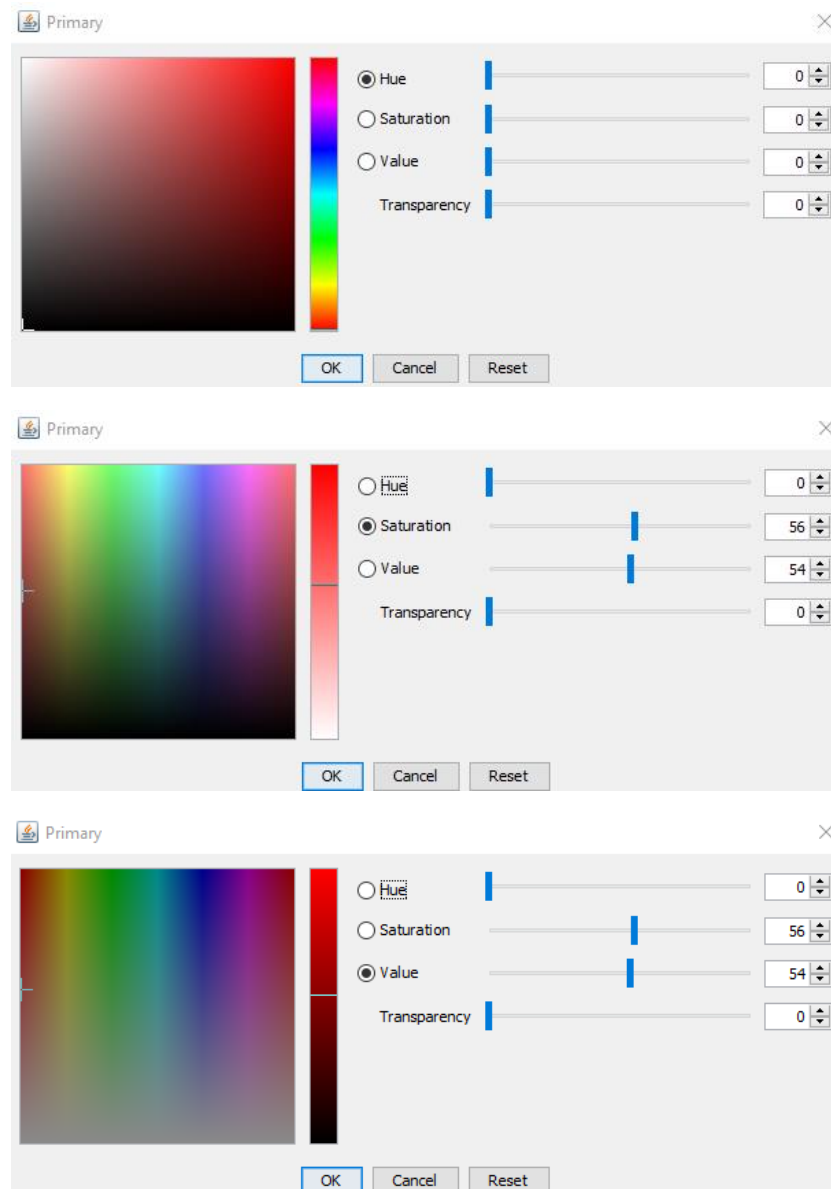 Primary
Hue 0
Saturation 0
Value 0
Transparency 0
OK Cancel Reset
Primary
Hue 0
Saturation 56
Value 54
Transparency 0
OK Cancel Reset
Primary
Hue 0
Saturation 56
Value 54
Transparency 0
OK Cancel Reset